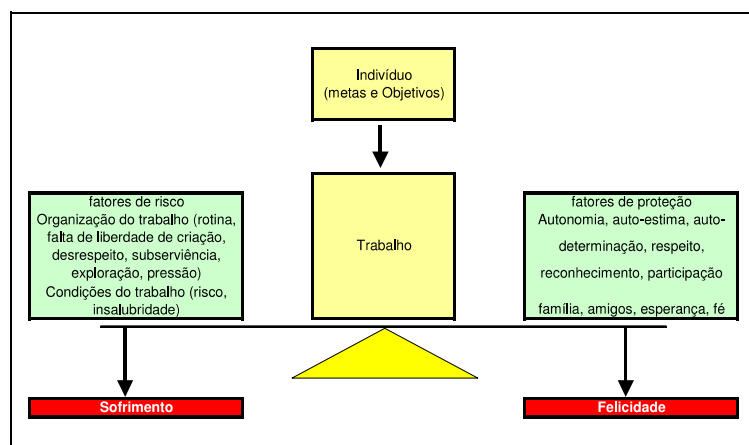 Indivíduo
(metas e Objetivos)
Trabalho
fatores de risco
Organização do trabalho (rotina,
falta de liberdade de criação,
desrespeito, subserviência,
exploração, pressão)
Condições do trabalho (risco,
insalubridade)
fatores de proteção
Autonomia, auto-estima, auto-
determinação, respeito,
reconhecimento, participação
família, amigos, esperança, fé
Sofrimento
Felicidade